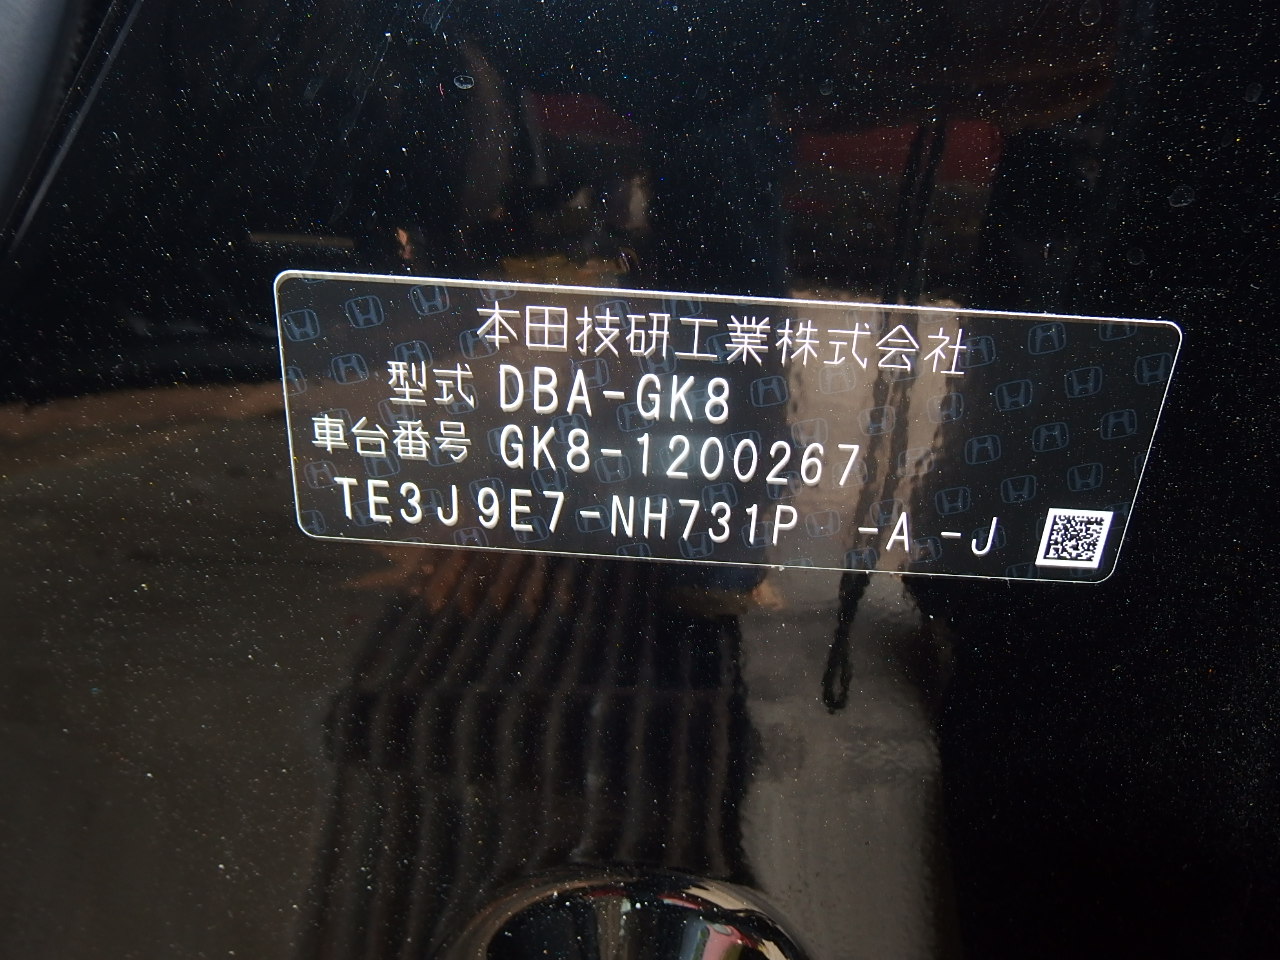 本田技研工業株式会社
型式 DBA-GK8
車台番号 GK8-1200267
TE3J9E7-NH731P -A -J